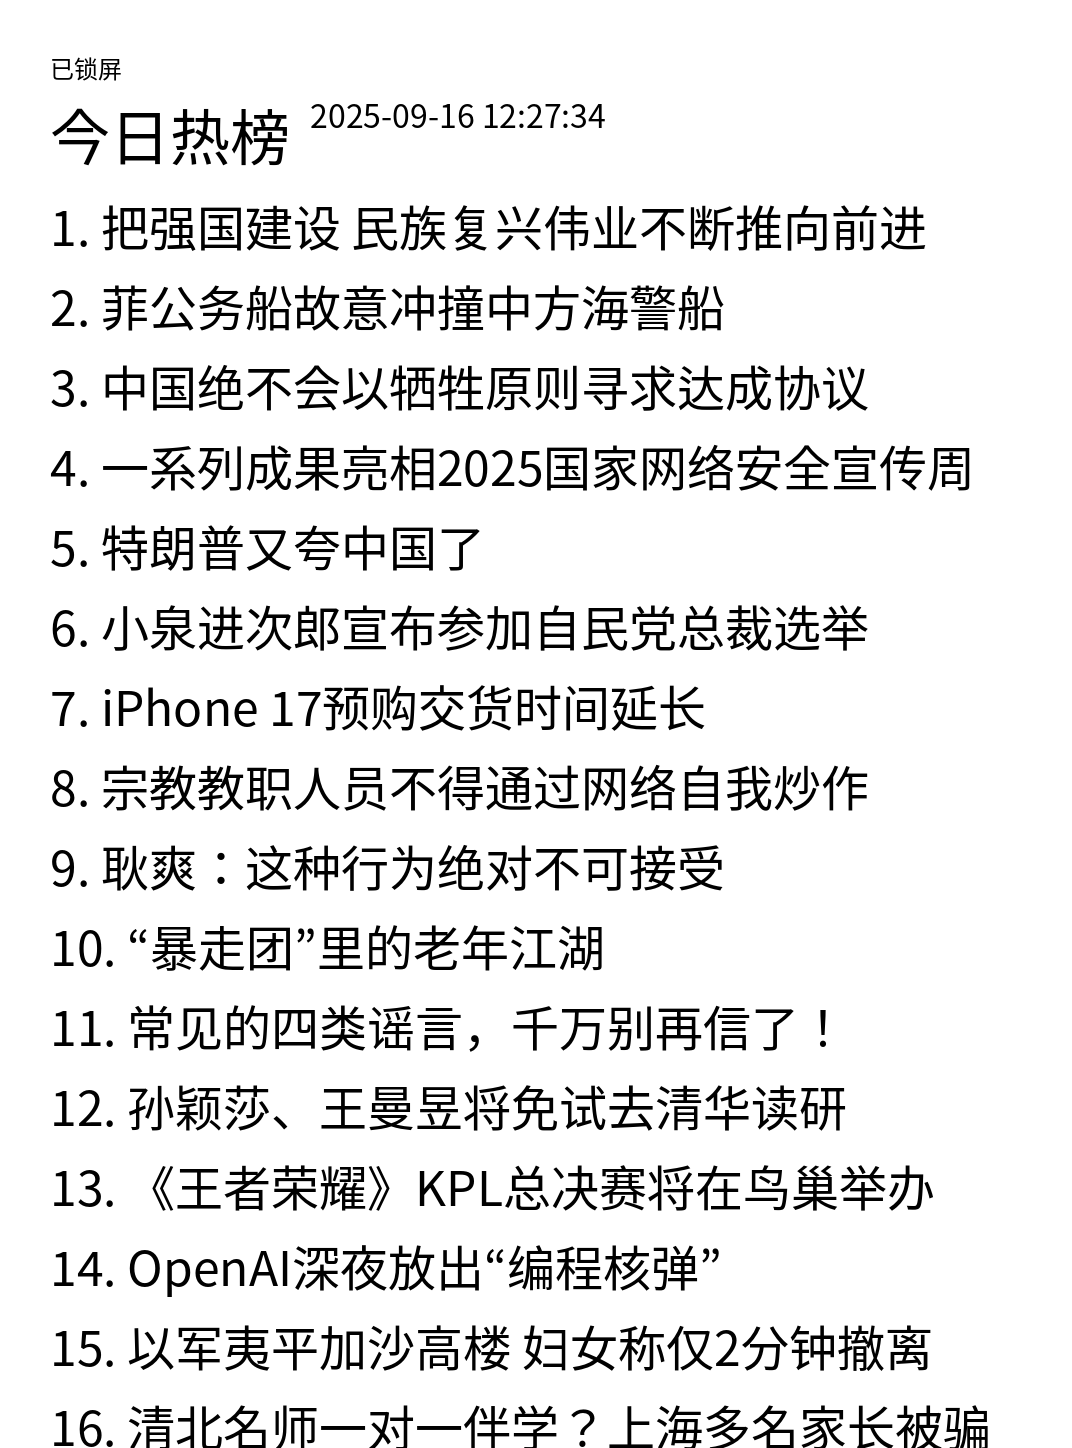 已锁屏
今日热榜 2025-09-16 12:27:34
1. 把强国建设 民族复兴伟业不断推向前进
2. 菲公务船故意冲撞中方海警船
3. 中国绝不会以牺牲原则寻求达成协议
4. 一系列成果亮相2025国家网络安全宣传周
5. 特朗普又夸中国了
6. 小泉进次郎宣布参加自民党总裁选举
7. iPhone 17预购交货时间延长
8. 宗教教职人员不得通过网络自我炒作
9. 耿爽：这种行为绝对不可接受
10. “暴走团”里的老年江湖
11. 常见的四类谣言，千万别再信了！
12. 孙颖莎、王曼昱将免试去清华读研
13. 《王者荣耀》KPL总决赛将在鸟巢举办
14. OpenAI深夜放出“编程核弹”
15. 以军夷平加沙高楼 妇女称仅2分钟撤离
16. 清北名师一对一伴学？上海多名家长被骗